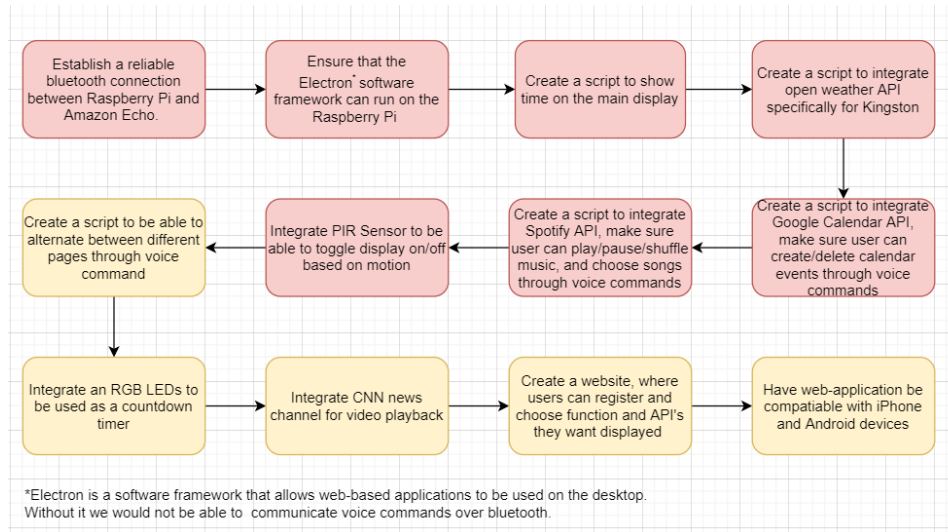 Establish a reliable
bluetooth connection
between Raspberry Pi and
Amazon Echo.
Ensure that the
Electron* software
framework can run on the
Raspberry Pi
Create a script to show
time on the main display
Create a script to integrate
open weather API
specifically for Kingston
Create a script to integrate
Google Calendar API,
make sure user can
create/delete calendar
events through voice
commands
Create a script to integrate
Spotify API, make sure
user can play/pause/shuffle
music, and choose songs
through voice commands
Integrate PIR Sensor to be
able to toggle display on/off
based on motion
Create a script to be able to
alternate between different
pages through voice
command
Integrate an RGB LEDs to
be used as a countdown
timer
Integrate CNN news
channel for video playback
Create a website, where
users can register and
choose function and API's
they want displayed
Have web-application be
compatiable with iPhone
and Android devices
*Electron is a software framework that allows web-based applications to be used on the desktop.
Without it we would not be able to communicate voice commands over bluetooth.